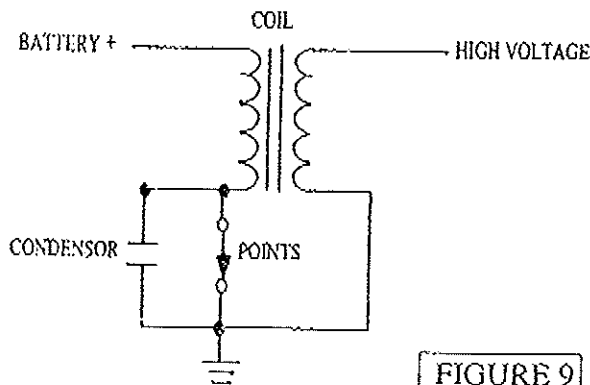 COIL
BATTERY +
HIGH VOLTAGE
CONDENSOR
POINTS
FIGURE 9